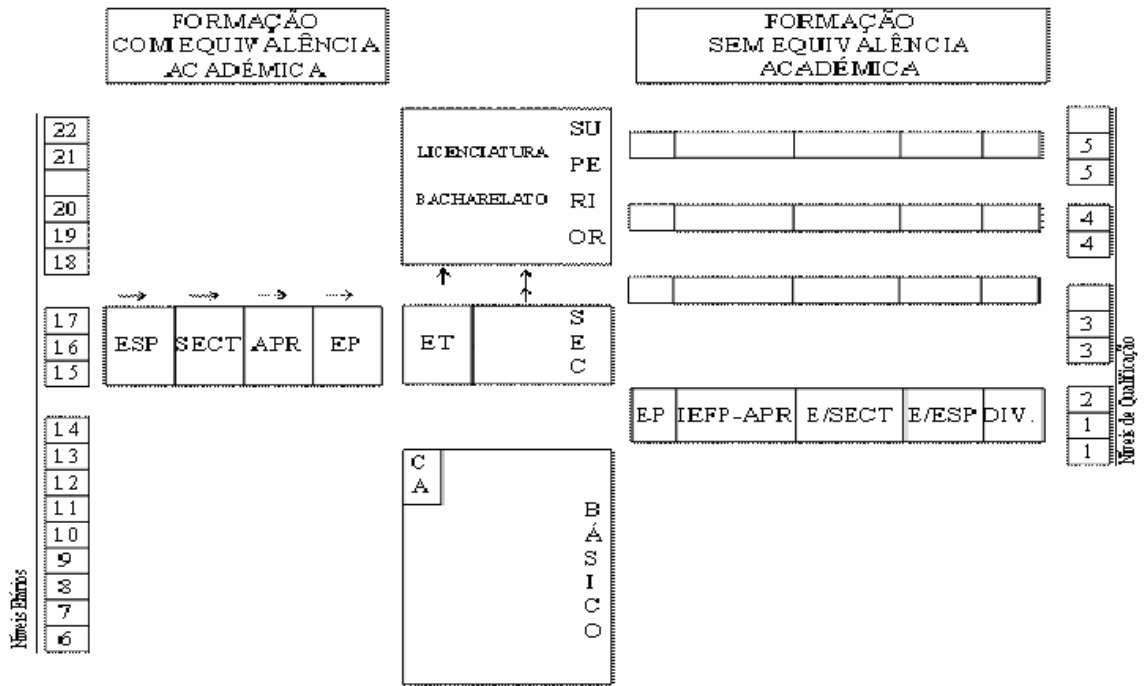 FORMAÇÃO
COM EQUIVALÊNCIA
ACADÉMICA
FORMAÇÃO
SEM EQUIVALÊNCIA
ACADÉMICA
22
21
20
19
18
17
16
15
14
13
12
11
10
9
8
7
6
Níveis Etários
ESP SECT APR EP
LICENCIATURA
BACHARELATO
SU
PE
RI
OR
ET
S
E
C
C
A
B
Á
S
I
C
O
EP IEFP-APR E/SECT E/ESP DIV.
5
5
4
4
3
3
2
1
1
Níveis de Qualificação